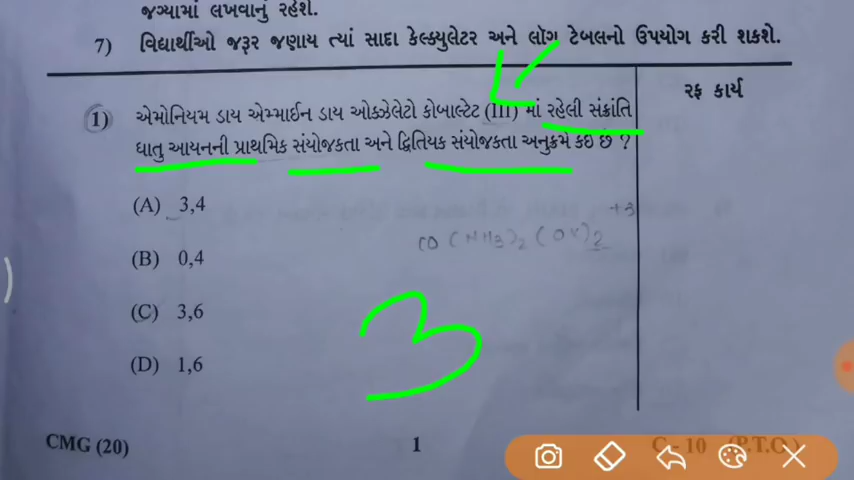 જગ્યામાં લખવાનું રહેશે.
7) વિદ્યાર્થીઓ જરૂર જણાય ત્યાં સાદા કેલ્ક્યુલેટર અને લૉગ ટેબલનો ઉપયોગ કરી શકશે.
રફ કાર્ય
1) એમોનિયમ ડાય એમ્માઈન ડાય ઓક્ઝેલેટો કોબાલ્ટેટ (III) માં રહેલી સંક્રાંતિ
ધાતુ આયનની પ્રાથમિક સંયોજકતા અને દ્વિતિયક સંયોજકતા અનુક્રમે કઇ છે ?
(A) 3,4
+3
CO (NH3)2 (OX)2
(B) 0,4
(C) 3,6
3
(D) 1,6
CMG (20) 1 C - 10 (P.T.O.)